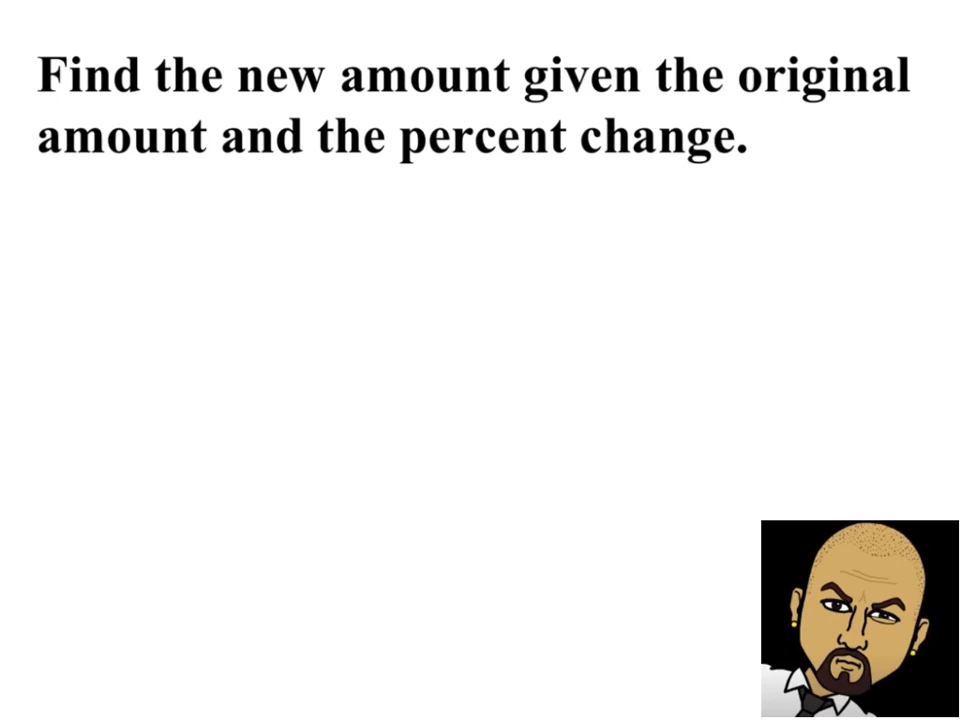 Find the new amount given the original
amount and the percent change.